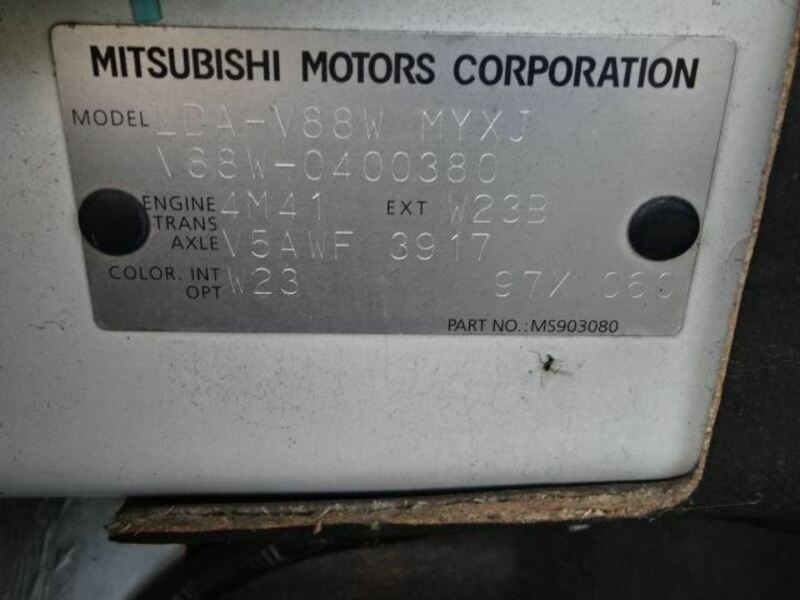 MITSUBISHI MOTORS CORPORATION
MODEL LDA-V88W MYXJ
V88W-0400380
ENGINE 4M41 EXT W23B
TRANS
AXLE V5AWF 3917
COLOR. INT W23 97X 060
OPT
PART NO.: MS903080